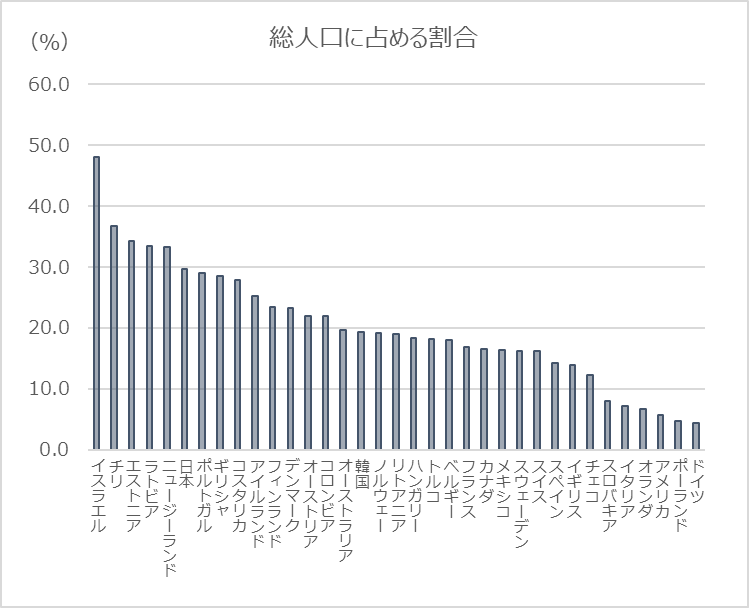 総人口に占める割合
(%)
60.0
50.0
40.0
30.0
20.0
10.0
0.0
イスラエル
チリ
エストニア
ラトビア
ニュージーランド
日本
ポルトガル
ギリシャ
コスタリカ
アイルランド
フィンランド
デンマーク
オーストリア
コロンビア
オーストラリア
韓国
ノルウェー
リトアニア
ハンガリー
トルコ
ベルギー
フランス
カナダ
メキシコ
スウェーデン
スイス
スペイン
イギリス
チェコ
スロバキア
イタリア
オランダ
アメリカ
ポーランド
ドイツ